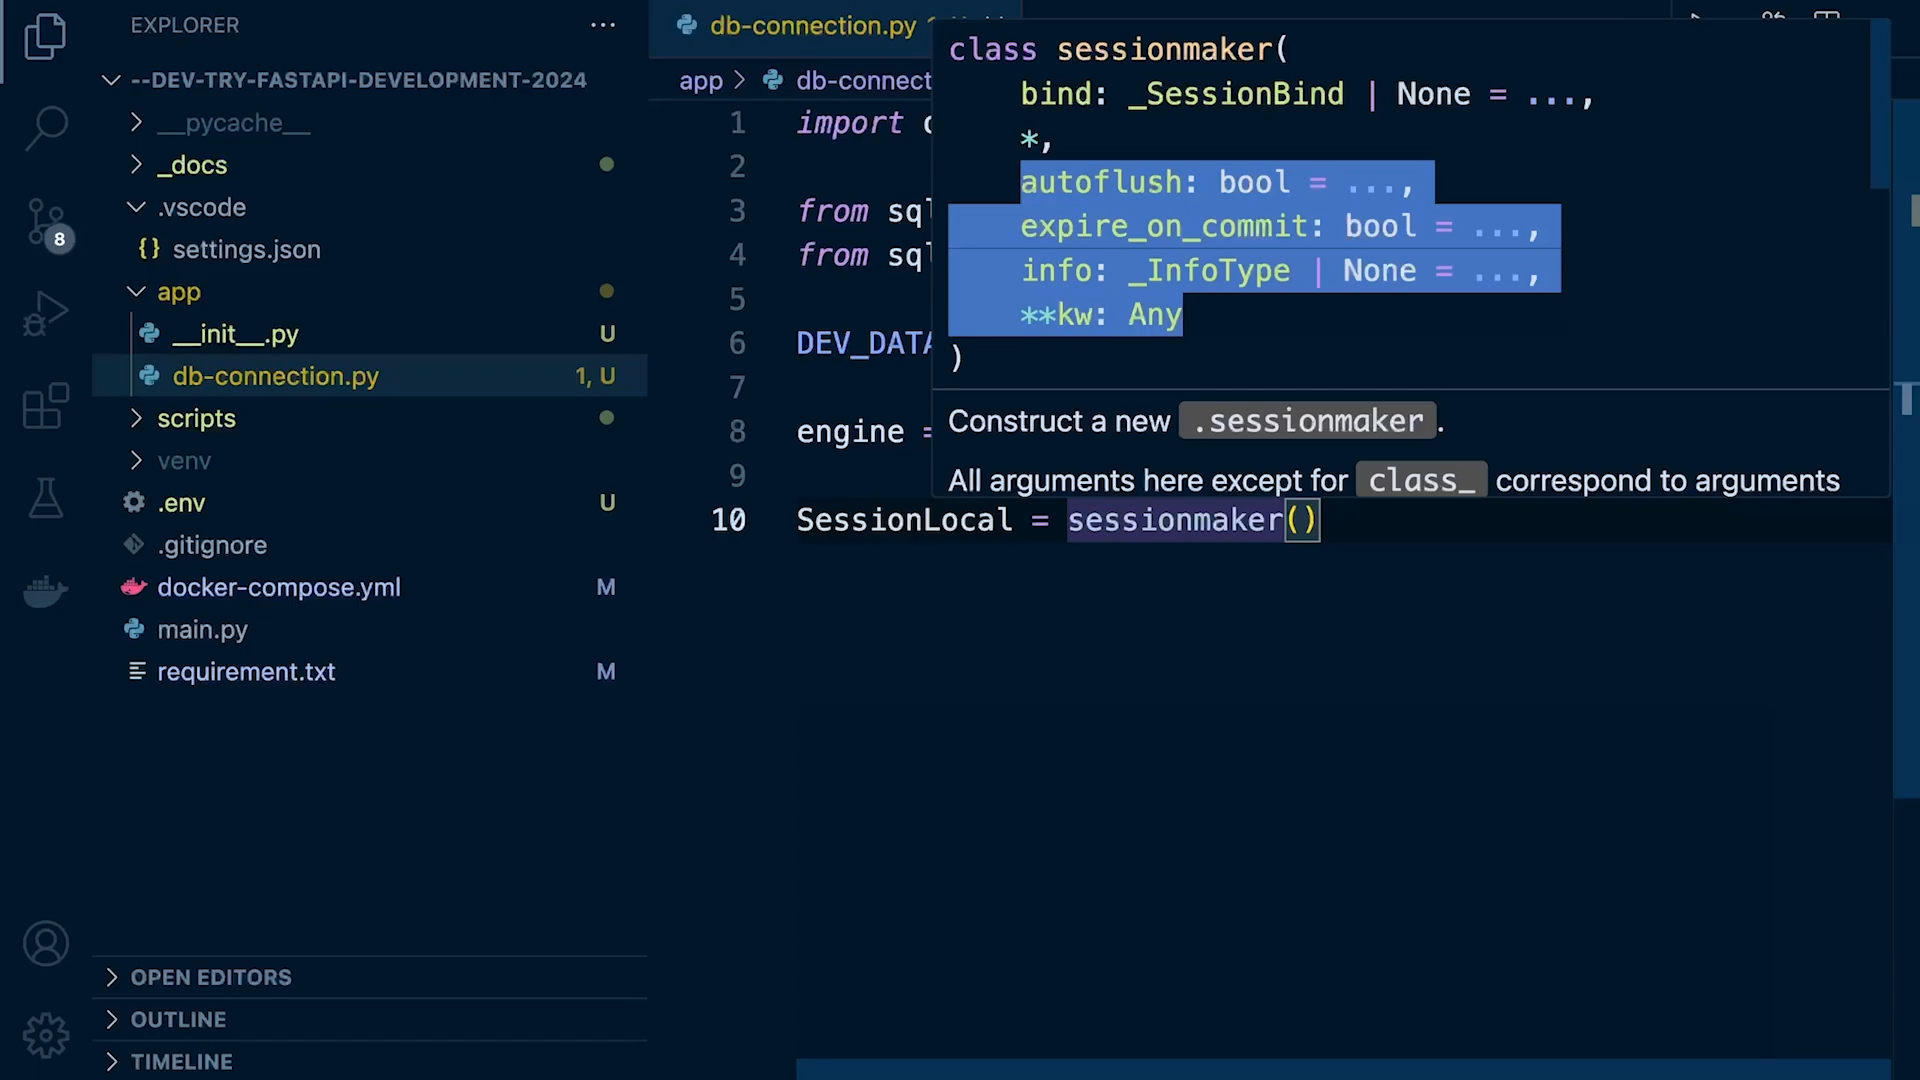 EXPLORER
--DEV-TRY-FASTAPI-DEVELOPMENT-2024
__pycache__
_docs
.vscode
{} settings.json
app
__init__.py U
db-connection.py 1, U
scripts
venv
.env U
.gitignore
docker-compose.yml M
main.py
requirement.txt M
OPEN EDITORS
OUTLINE
TIMELINE
8
db-connection.py
app > db-connect
1 import
2
3 from sql
4 from sql
5
6 DEV_DATA
7
8 engine =
9
10 SessionLocal = sessionmaker()
class sessionmaker(
bind: _SessionBind | None = ...,
*,
autoflush: bool = ...,
expire_on_commit: bool = ...,
info: _InfoType | None = ...,
**kw: Any
)
Construct a new .sessionmaker.
All arguments here except for class_ correspond to arguments